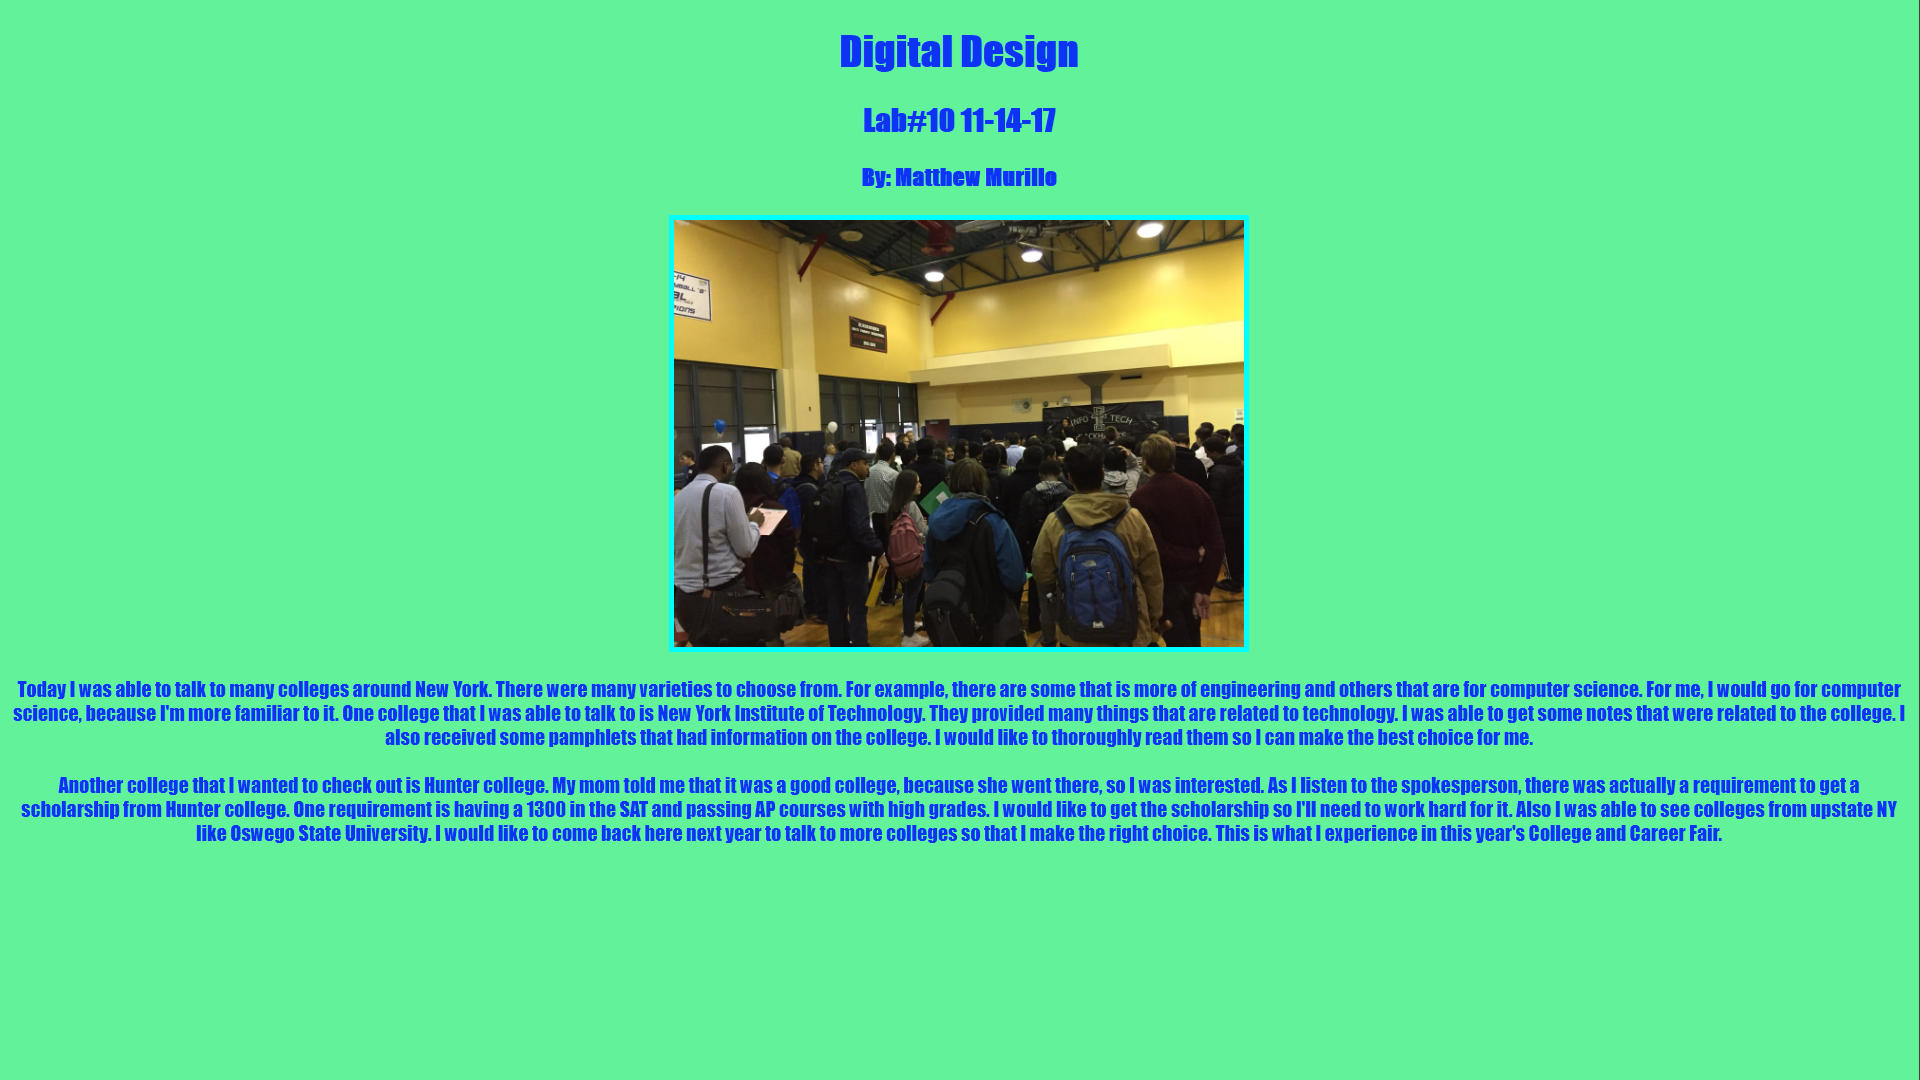 Digital Design
Lab#10 11-14-17
By: Matthew Murillo
-14
BALL "B"
AL
PIONS
INFO TECH
Today I was able to talk to many colleges around New York. There were many varieties to choose from. For example, there are some that is more of engineering and others that are for computer science. For me, I would go for computer
science, because I'm more familiar to it. One college that I was able to talk to is New York Institute of Technology. They provided many things that are related to technology. I was able to get some notes that were related to the college. I
also received some pamphlets that had information on the college. I would like to thoroughly read them so I can make the best choice for me.
Another college that I wanted to check out is Hunter college. My mom told me that it was a good college, because she went there, so I was interested. As I listen to the spokesperson, there was actually a requirement to get a
scholarship from Hunter college. One requirement is having a 1300 in the SAT and passing AP courses with high grades. I would like to get the scholarship so I'll need to work hard for it. Also I was able to see colleges from upstate NY
like Oswego State University. I would like to come back here next year to talk to more colleges so that I make the right choice. This is what I experience in this year's College and Career Fair.